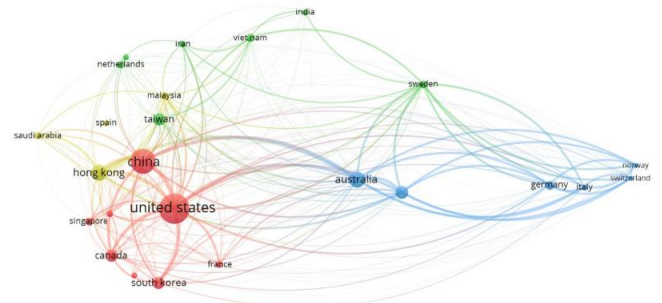 india
vietnam
iran
netherlands
sweden
malaysia
spain
taiwan
saudi arabia
china
norway
hong kong
australia
switzerland
germany
italy
united states
singapore
canada
france
south korea